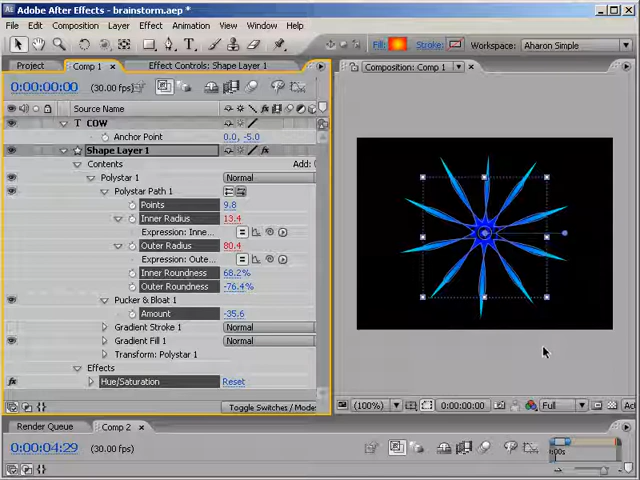 Adobe After Effects - brainstorm.aep *
File Edit Composition Layer Effect Animation View Window Help
Fill: Stroke: Workspace: Aharon Simple
Project Comp 1 Effect Controls: Shape Layer 1 Composition: Comp 1
0:00:00:00 (30.00 fps)
Source Name
T COW
Anchor Point 0.0, -5.0
Shape Layer 1
Contents Add:
Polystar 1 Normal
Polystar Path 1
Points 9.8
Inner Radius 13.4
Expression: Inne...
Outer Radius 80.4
Expression: Oute...
Inner Roundness 68.2%
Outer Roundness -76.4%
Pucker & Bloat 1
Amount -35.6
Gradient Stroke 1 Normal
Gradient Fill 1 Normal
Transform: Polystar 1
Effects
Hue/Saturation Reset
Toggle Switches / Modes
(100%) 0:00:00:00 Full
Render Queue Comp 2
0:00:04:29 (30.00 fps)